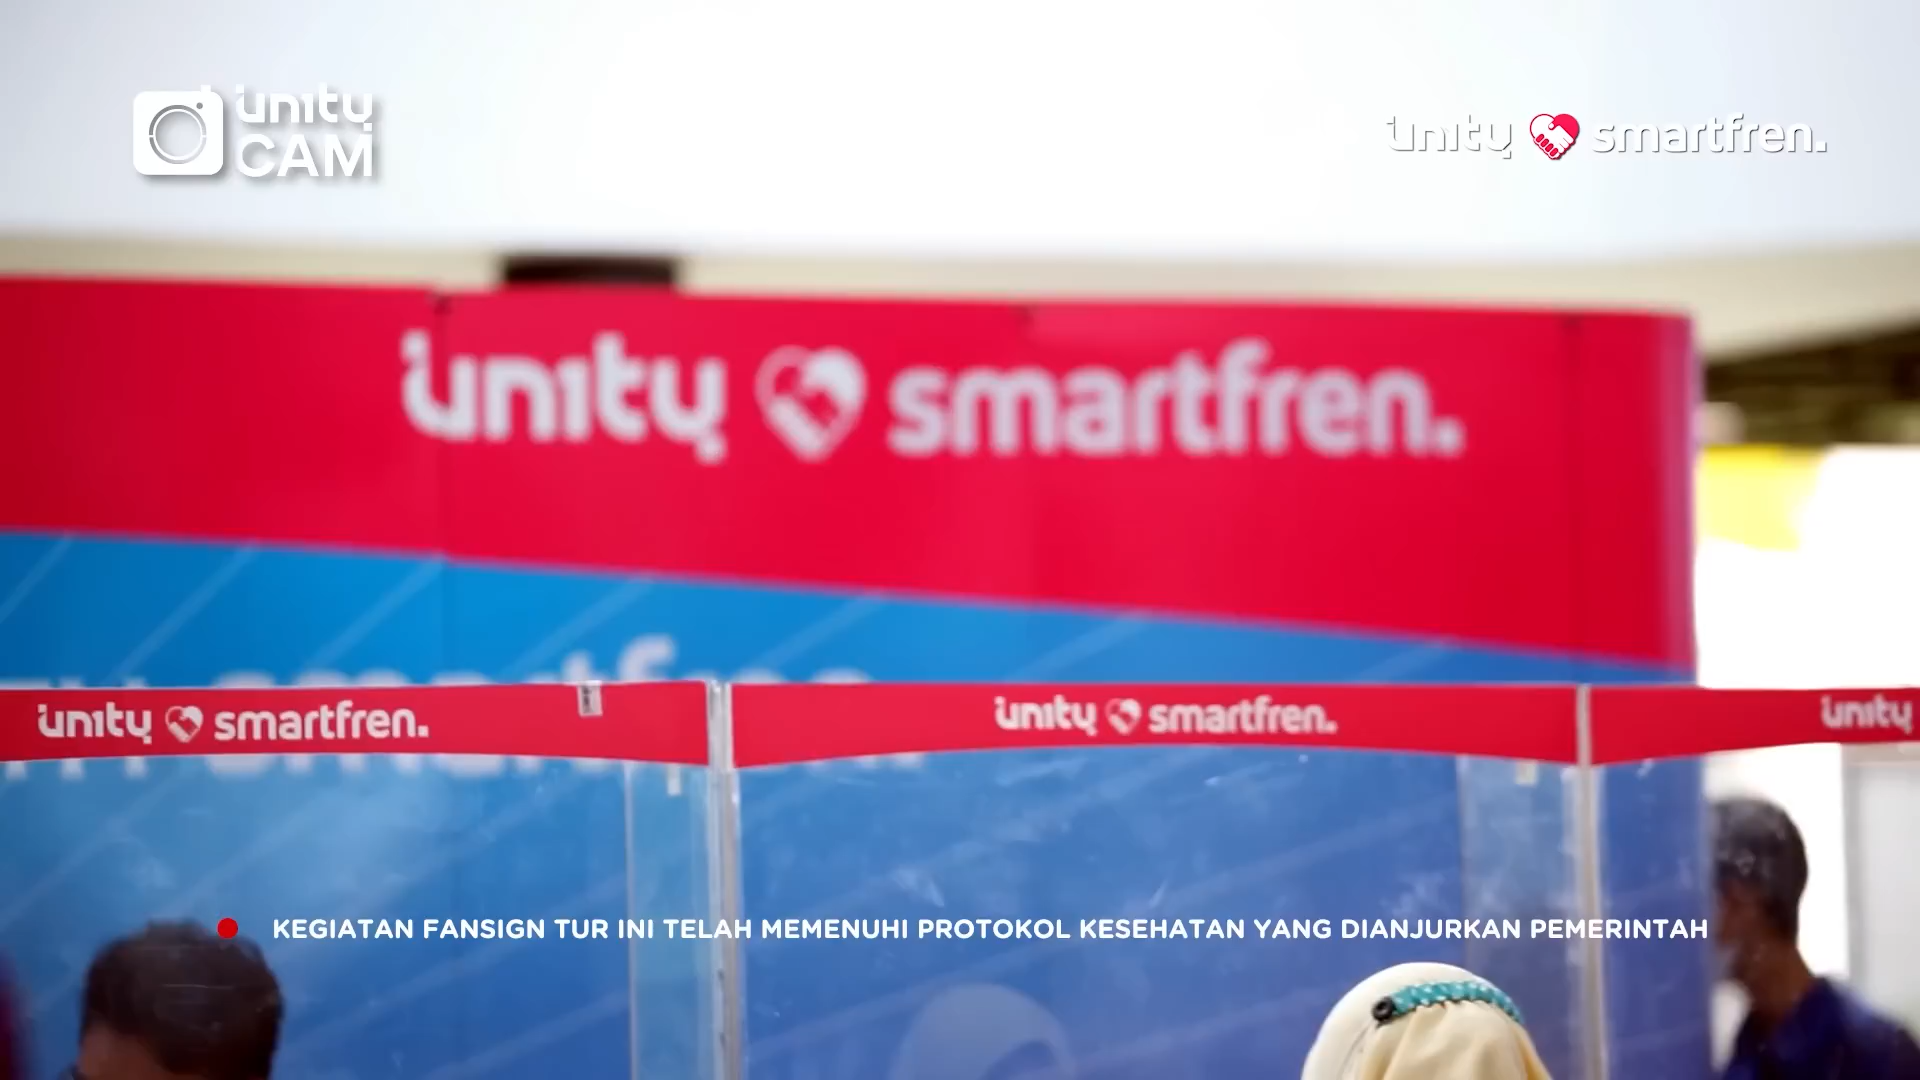 unity
CAM
unity smartfren.
unity smartfren.
smartfren.
unity smartfren.
unity smartfren.
unity
KEGIATAN FANSIGN TUR INI TELAH MEMENUHI PROTOKOL KESEHATAN YANG DIANJURKAN PEMERINTAH